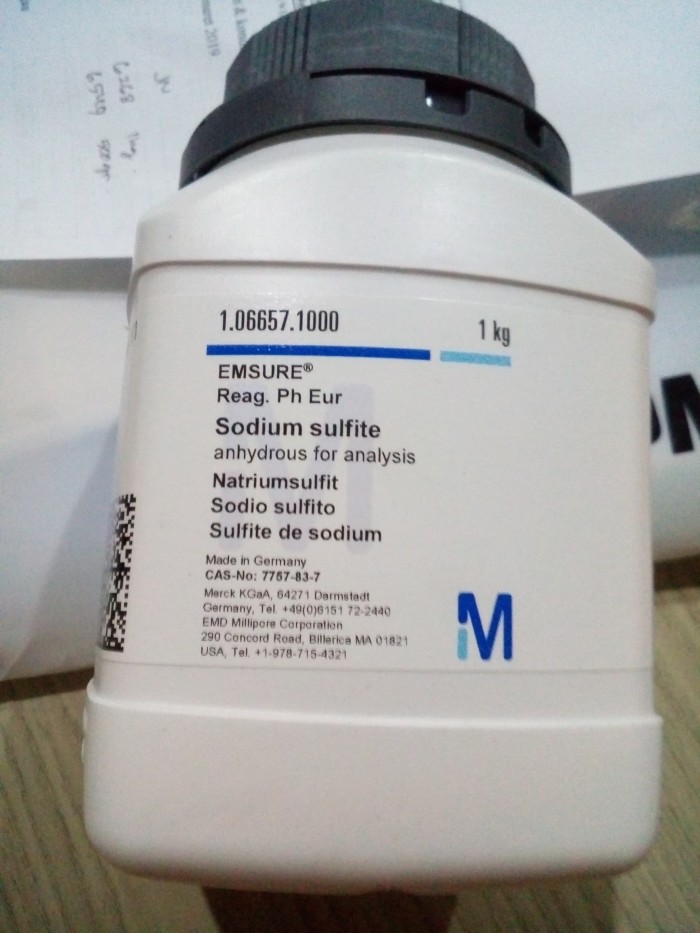 1.06657.1000
1 kg
EMSURE®
Reag. Ph Eur
Sodium sulfite
anhydrous for analysis
Natriumsulfit
Sodio sulfito
Sulfite de sodium
Made in Germany
CAS-No: 7757-83-7
Merck KGaA, 64271 Darmstadt
Germany, Tel. +49(0)6151 72-2440
EMD Millipore Corporation
290 Concord Road, Billerica MA 01821
USA, Tel. +1-978-715-4321
M